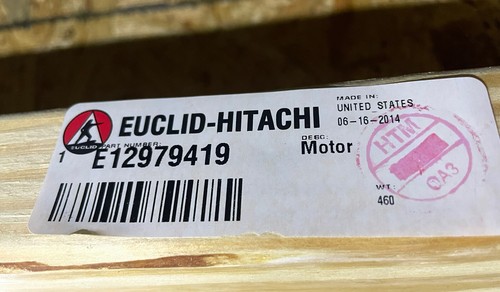 EUCLID-HITACHI
MADE IN:
UNITED STATES
06-16-2014
EUCLID
PART NUMBER:
1 E12979419
DESC:
Motor
WT:
460
HTM
0A3